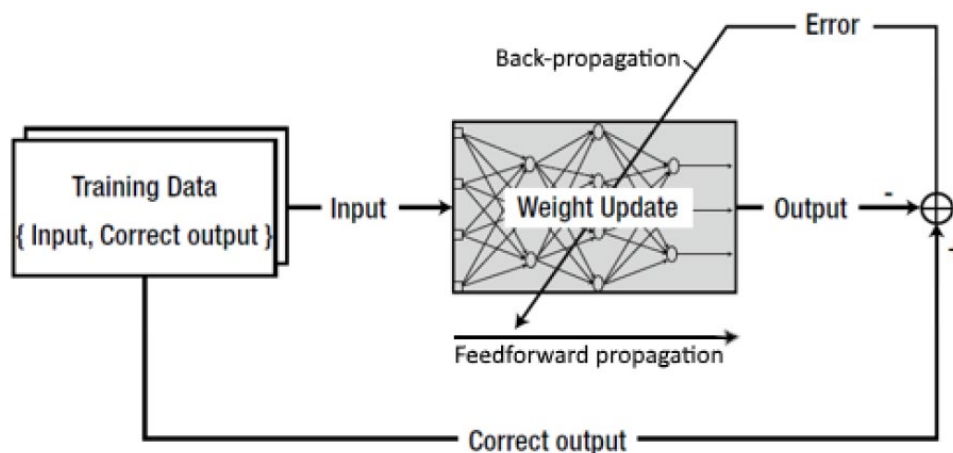 Error
Back-propagation
Training Data
{ Input, Correct output }
Input
Weight Update
Output
-
+
Feedforward propagation
Correct output